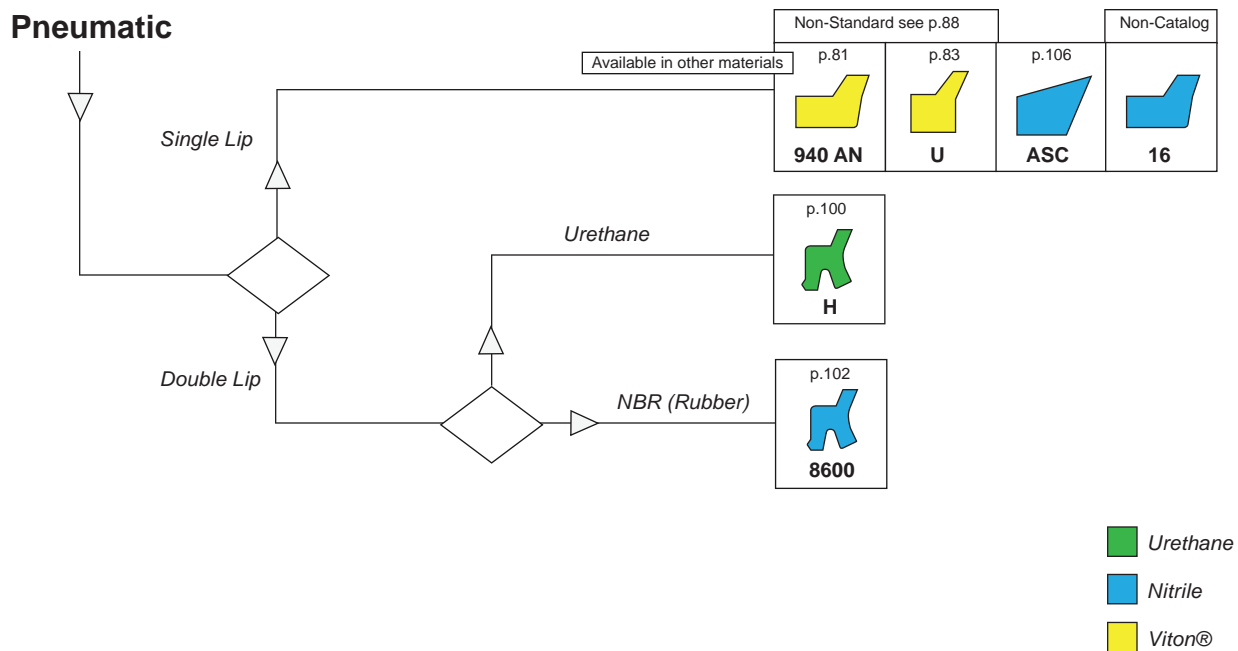 Pneumatic
Non-Standard see p.88
Non-Catalog
Available in other materials
p.81
p.83
p.106
Single Lip
940 AN
U
ASC
16
p.100
Urethane
H
Double Lip
p.102
NBR (Rubber)
8600
Urethane
Nitrile
Viton®